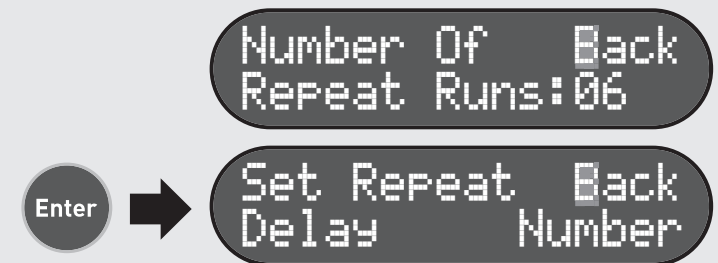 Number Of Back
Repeat Runs:06
Enter
Set Repeat Back
Delay Number